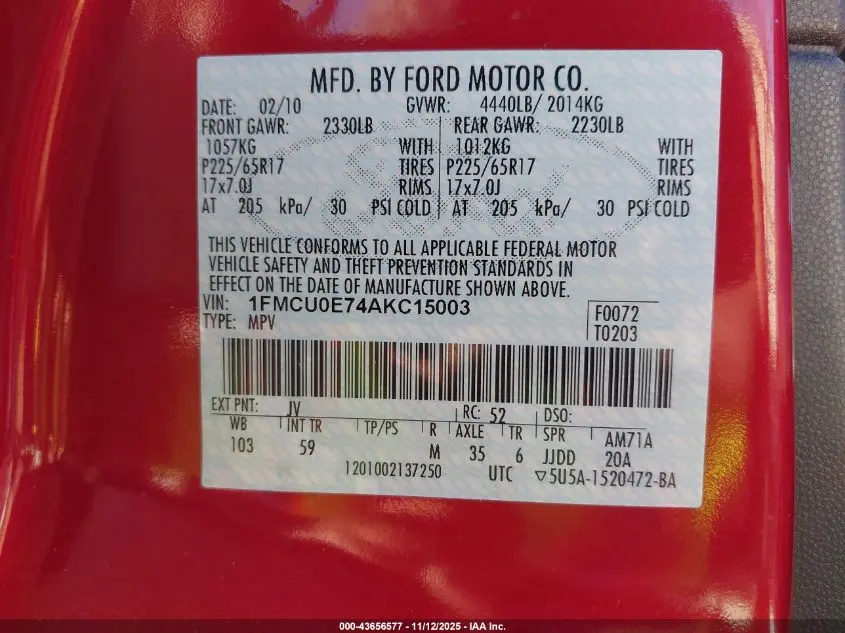 MFD. BY FORD MOTOR CO.
DATE: 02/10 GVWR: 4440LB/ 2014KG
FRONT GAWR: 2330LB REAR GAWR: 2230LB
1057KG WITH 1012KG WITH
P225/65R17 TIRES P225/65R17 TIRES
17x7.0J RIMS 17x7.0J RIMS
AT 205 kPa/ 30 PSI COLD AT 205 kPa/ 30 PSI COLD
THIS VEHICLE CONFORMS TO ALL APPLICABLE FEDERAL MOTOR
VEHICLE SAFETY AND THEFT PREVENTION STANDARDS IN
EFFECT ON THE DATE OF MANUFACTURE SHOWN ABOVE.
VIN: 1FMCU0E74AKC15003 F0072
TYPE: MPV T0203
EXT PNT: JV RC: 52 DSO:
WB INT TR TP/PS R AXLE TR SPR AM71A
103 59 M 35 6 JJDD 20A
1201002137250 UTC ▽5U5A-1520472-BA
000-43656577 - 11/12/2025 - IAA Inc.